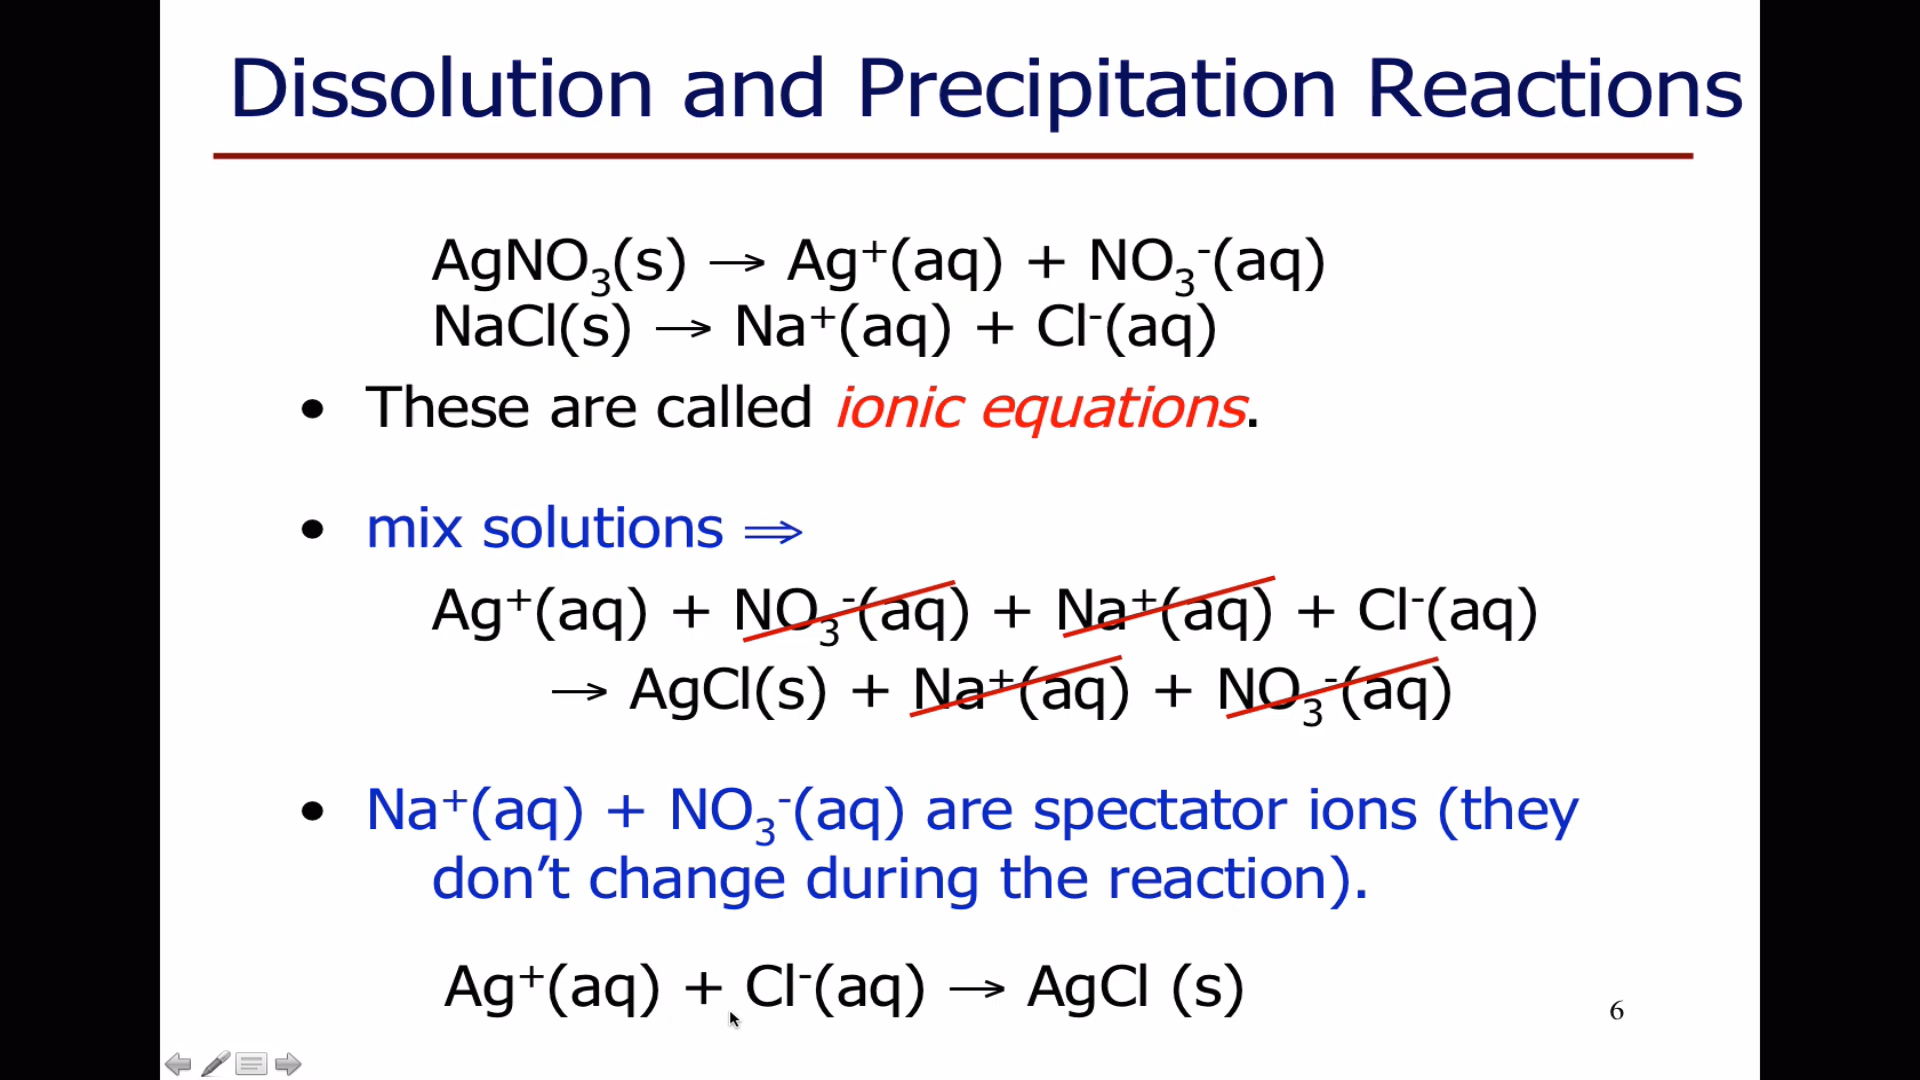 Dissolution and Precipitation Reactions
AgNO₃(s) → Ag⁺(aq) + NO₃⁻(aq)
NaCl(s) → Na⁺(aq) + Cl⁻(aq)
• These are called ionic equations.
• mix solutions ⇒
Ag⁺(aq) + NO₃⁻(aq) + Na⁺(aq) + Cl⁻(aq)
→ AgCl(s) + Na⁺(aq) + NO₃⁻(aq)
• Na⁺(aq) + NO₃⁻(aq) are spectator ions (they
don’t change during the reaction).
Ag⁺(aq) + Cl⁻(aq) → AgCl (s)
6